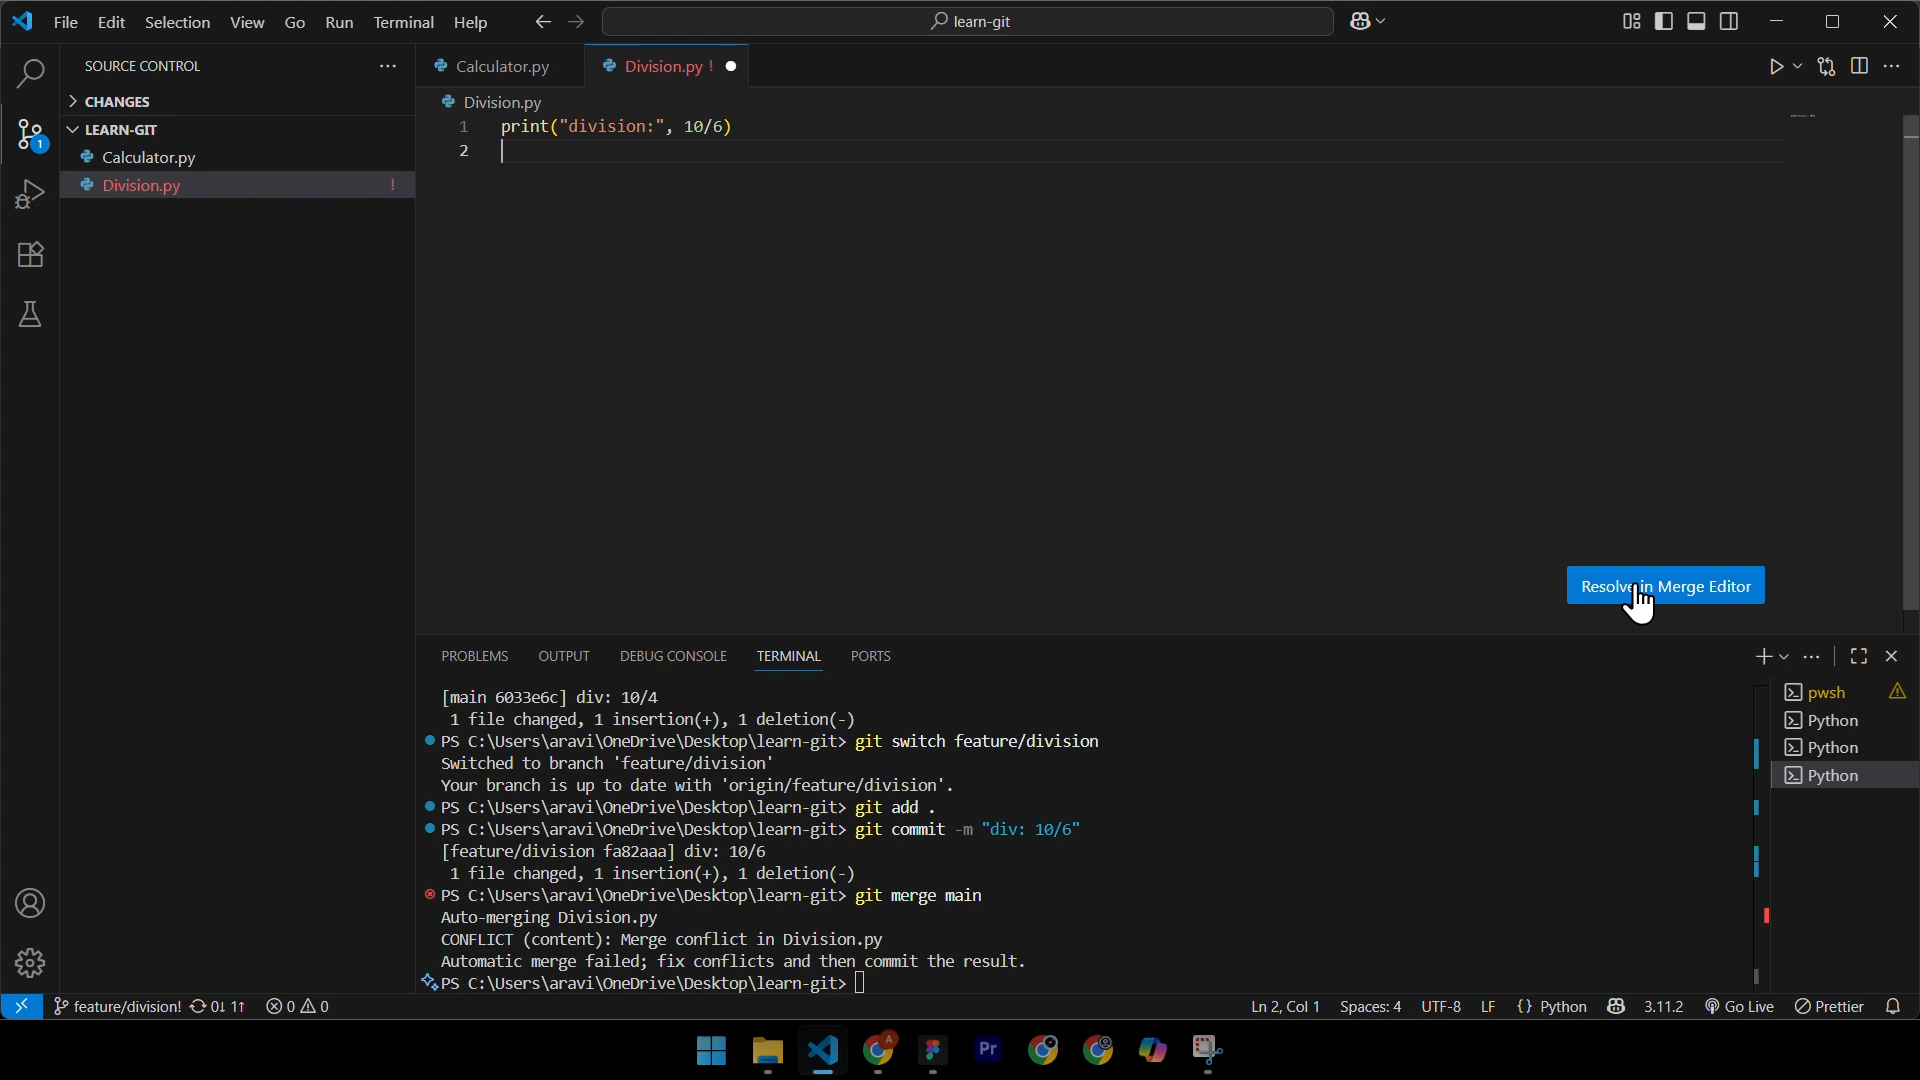 File Edit Selection View Go Run Terminal Help
learn-git
SOURCE CONTROL
Calculator.py
Division.py !
CHANGES
LEARN-GIT
Calculator.py
Division.py !
1
Division.py
1 print("division:", 10/6)
2
Resolve in Merge Editor
PROBLEMS OUTPUT DEBUG CONSOLE TERMINAL PORTS
[main 6033e6c] div: 10/4
1 file changed, 1 insertion(+), 1 deletion(-)
PS C:\Users\aravi\OneDrive\Desktop\learn-git> git switch feature/division
Switched to branch 'feature/division'
Your branch is up to date with 'origin/feature/division'.
PS C:\Users\aravi\OneDrive\Desktop\learn-git> git add .
PS C:\Users\aravi\OneDrive\Desktop\learn-git> git commit -m "div: 10/6"
[feature/division fa82aaa] div: 10/6
1 file changed, 1 insertion(+), 1 deletion(-)
PS C:\Users\aravi\OneDrive\Desktop\learn-git> git merge main
Auto-merging Division.py
CONFLICT (content): Merge conflict in Division.py
Automatic merge failed; fix conflicts and then commit the result.
PS C:\Users\aravi\OneDrive\Desktop\learn-git>
pwsh
Python
Python
Python
feature/division! 0↓ 1↑ 0 0
Ln 2, Col 1 Spaces: 4 UTF-8 LF {} Python 3.11.2 Go Live Prettier
A
Pr